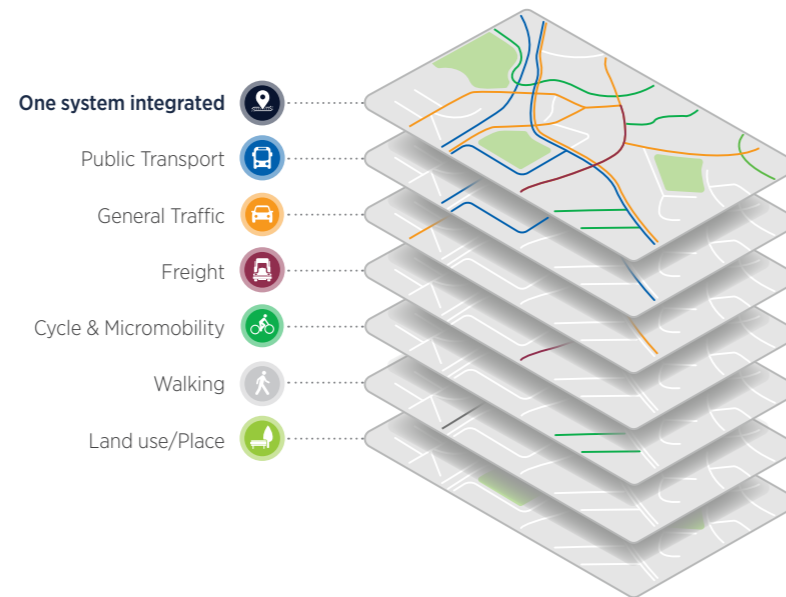 One system integrated
Public Transport
General Traffic
Freight
Cycle & Micromobility
Walking
Land use/Place